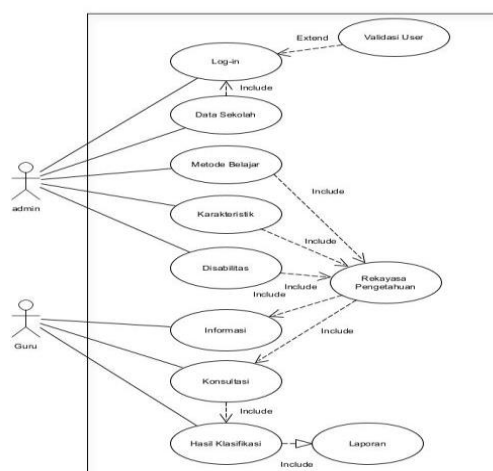 Extend
Validasi User
Log-in
Include
Data Sekolah
Metode Belajar
Include
admin
Karakteristik
Include
Disabilitas
Rekayasa
Pengetahuan
Include
Include
Informasi
Guru
Include
Konsultasi
Include
Hasil Klasifikasi
Laporan
Include